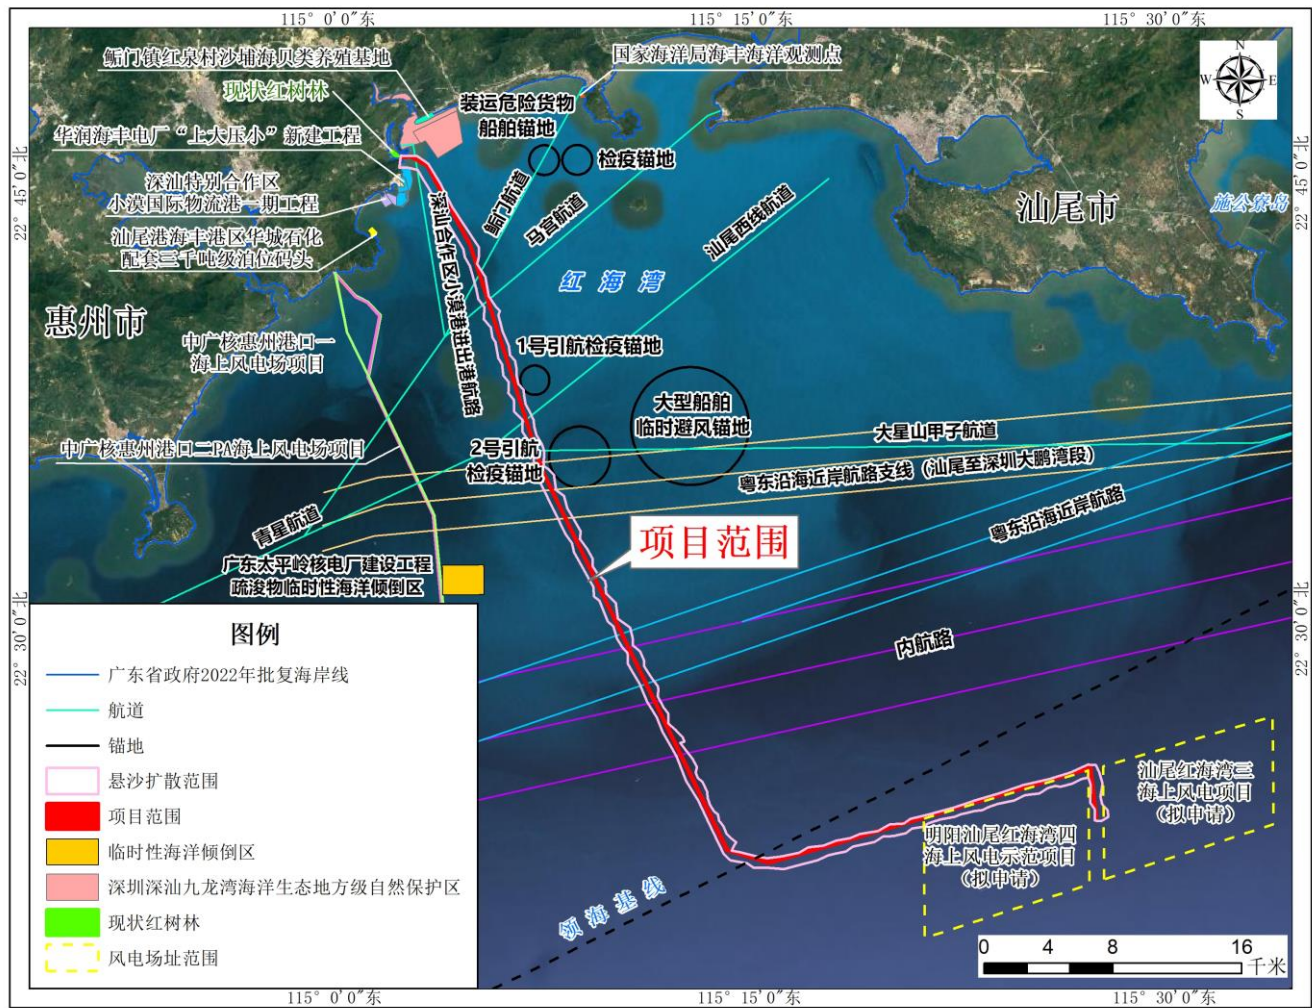 115° 0′0″东
115° 15′0″东
115° 30′0″东
鲘门镇红泉村沙埔海贝类养殖基地
国家海洋局海丰海洋观测点
N
W
E
S
现状红树林
装运危险货物
船舶锚地
华润海丰电厂“上大压小”新建工程
检疫锚地
22° 45′0″北
22° 45′0″北
深汕特别合作区
小漠国际物流港一期工程
鲘门航道
马宫航道
汕尾西线航道
汕尾市
施公寮岛
汕尾港海丰港区华城石化
配套三千吨级泊位码头
深汕合作区小漠港进出港航路
红海湾
惠州市
中广核惠州港口一
海上风电场项目
1号引航检疫锚地
大型船舶
临时避风锚地
大星山甲子航道
中广核惠州港口二PA海上风电场项目
2号引航
检疫锚地
粤东沿海近岸航路支线（汕尾至深圳大鹏湾段）
粤东沿海近岸航路
青星航道
项目范围
广东太平岭核电厂建设工程
疏浚物临时性海洋倾倒区
22° 30′0″北
22° 30′0″北
内航路
图例
广东省政府2022年批复海岸线
航道
锚地
悬沙扩散范围
项目范围
临时性海洋倾倒区
深圳深汕九龙湾海洋生态地方级自然保护区
现状红树林
风电场址范围
汕尾红海湾三
海上风电项目
（拟申请）
明阳汕尾红海湾四
海上风电示范项目
（拟申请）
领海基线
0 4 8 16
千米
115° 0′0″东
115° 15′0″东
115° 30′0″东